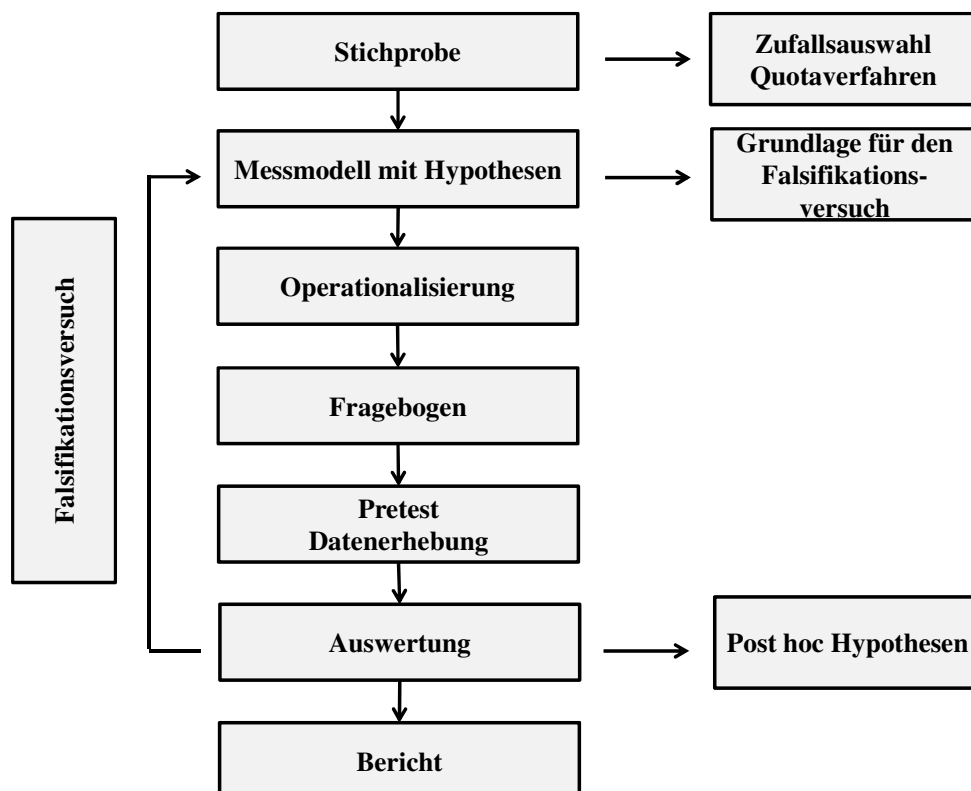 Stichprobe
Zufallsauswahl
Quotaverfahren
Messmodell mit Hypothesen
Grundlage für den
Falsifikations-
versuch
Falsifikationsversuch
Operationalisierung
Fragebogen
Pretest
Datenerhebung
Auswertung
Post hoc Hypothesen
Bericht